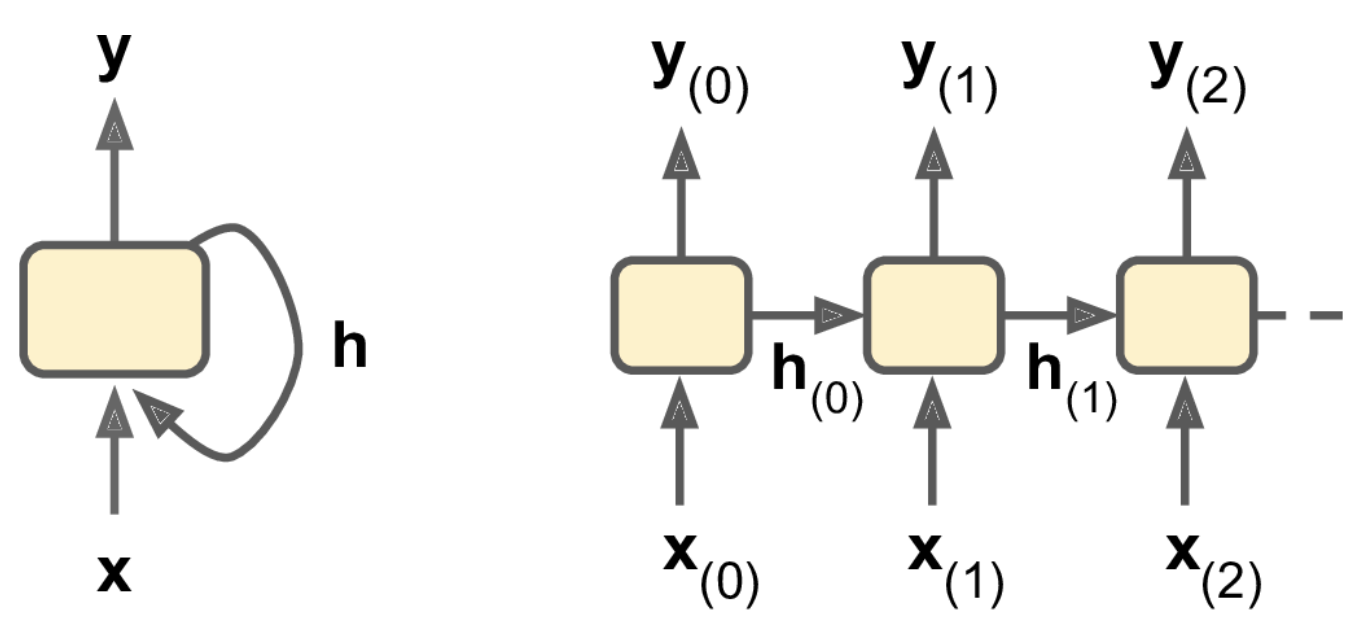 y
h
x
y(0) y(1) y(2)
h(0) h(1)
x(0) x(1) x(2)